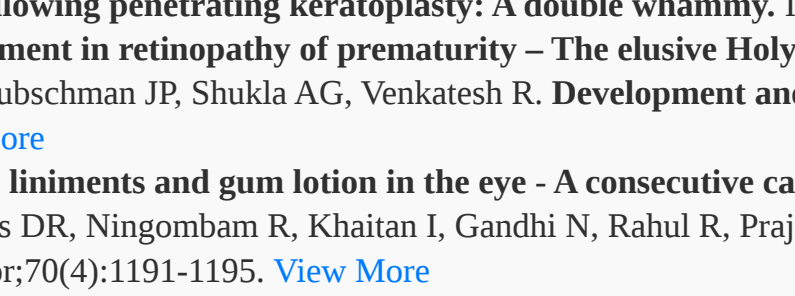 llowing penetrating keratoplasty: A double whammy.
ment in retinopathy of prematurity – The elusive Holy
ubschman JP, Shukla AG, Venkatesh R. Development and
ore
liniments and gum lotion in the eye - A consecutive ca
s DR, Ningombam R, Khaitan I, Gandhi N, Rahul R, Praj
or;70(4):1191-1195. View More